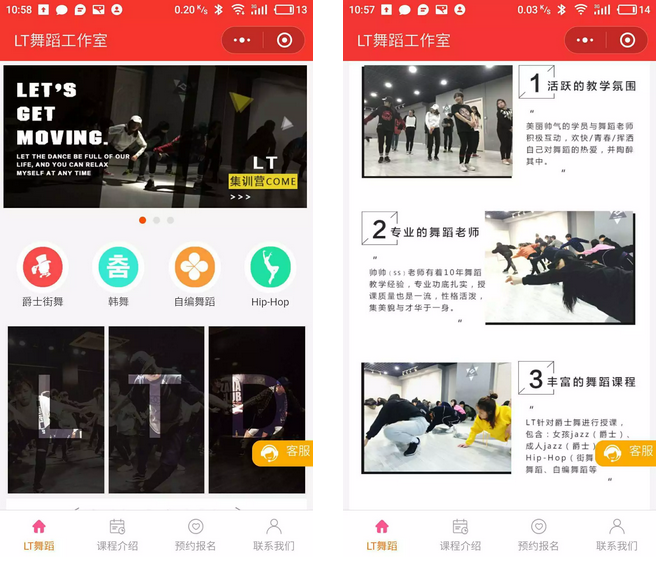 10:58
0.20 K/s
3G
13
LT舞蹈工作室
LET'S
GET
MOVING.
LET THE DANCE BE FULL OF OUR
LIFE, AND YOU CAN RELAX
MYSELF AT ANY TIME
LT
集训营COME
>>>
춤
爵士街舞
韩舞
自编舞蹈
Hip-Hop
L
T
D
客服
LT舞蹈
课程介绍
预约报名
联系我们
10:57
0.03 K/s
3G
14
LT舞蹈工作室
1 活跃的教学氛围
“
美丽帅气的学员与舞蹈老师
积极互动，欢快/青春/挥洒
自己对舞蹈的热爱，并陶醉
其中。
”
2 专业的舞蹈老师
“
帅帅（ss）老师有着10年舞蹈
教学经验，专业功底扎实，授
课质量也是一流，性格活泼，
集美貌与才华于一身。
”
3 丰富的舞蹈课程
“
LT针对爵士舞进行授课，
包含：女孩jazz（爵士），
成人jazz（爵士）
Hip-Hop（街舞
舞蹈、自编舞蹈等
”
客服
LT舞蹈
课程介绍
预约报名
联系我们